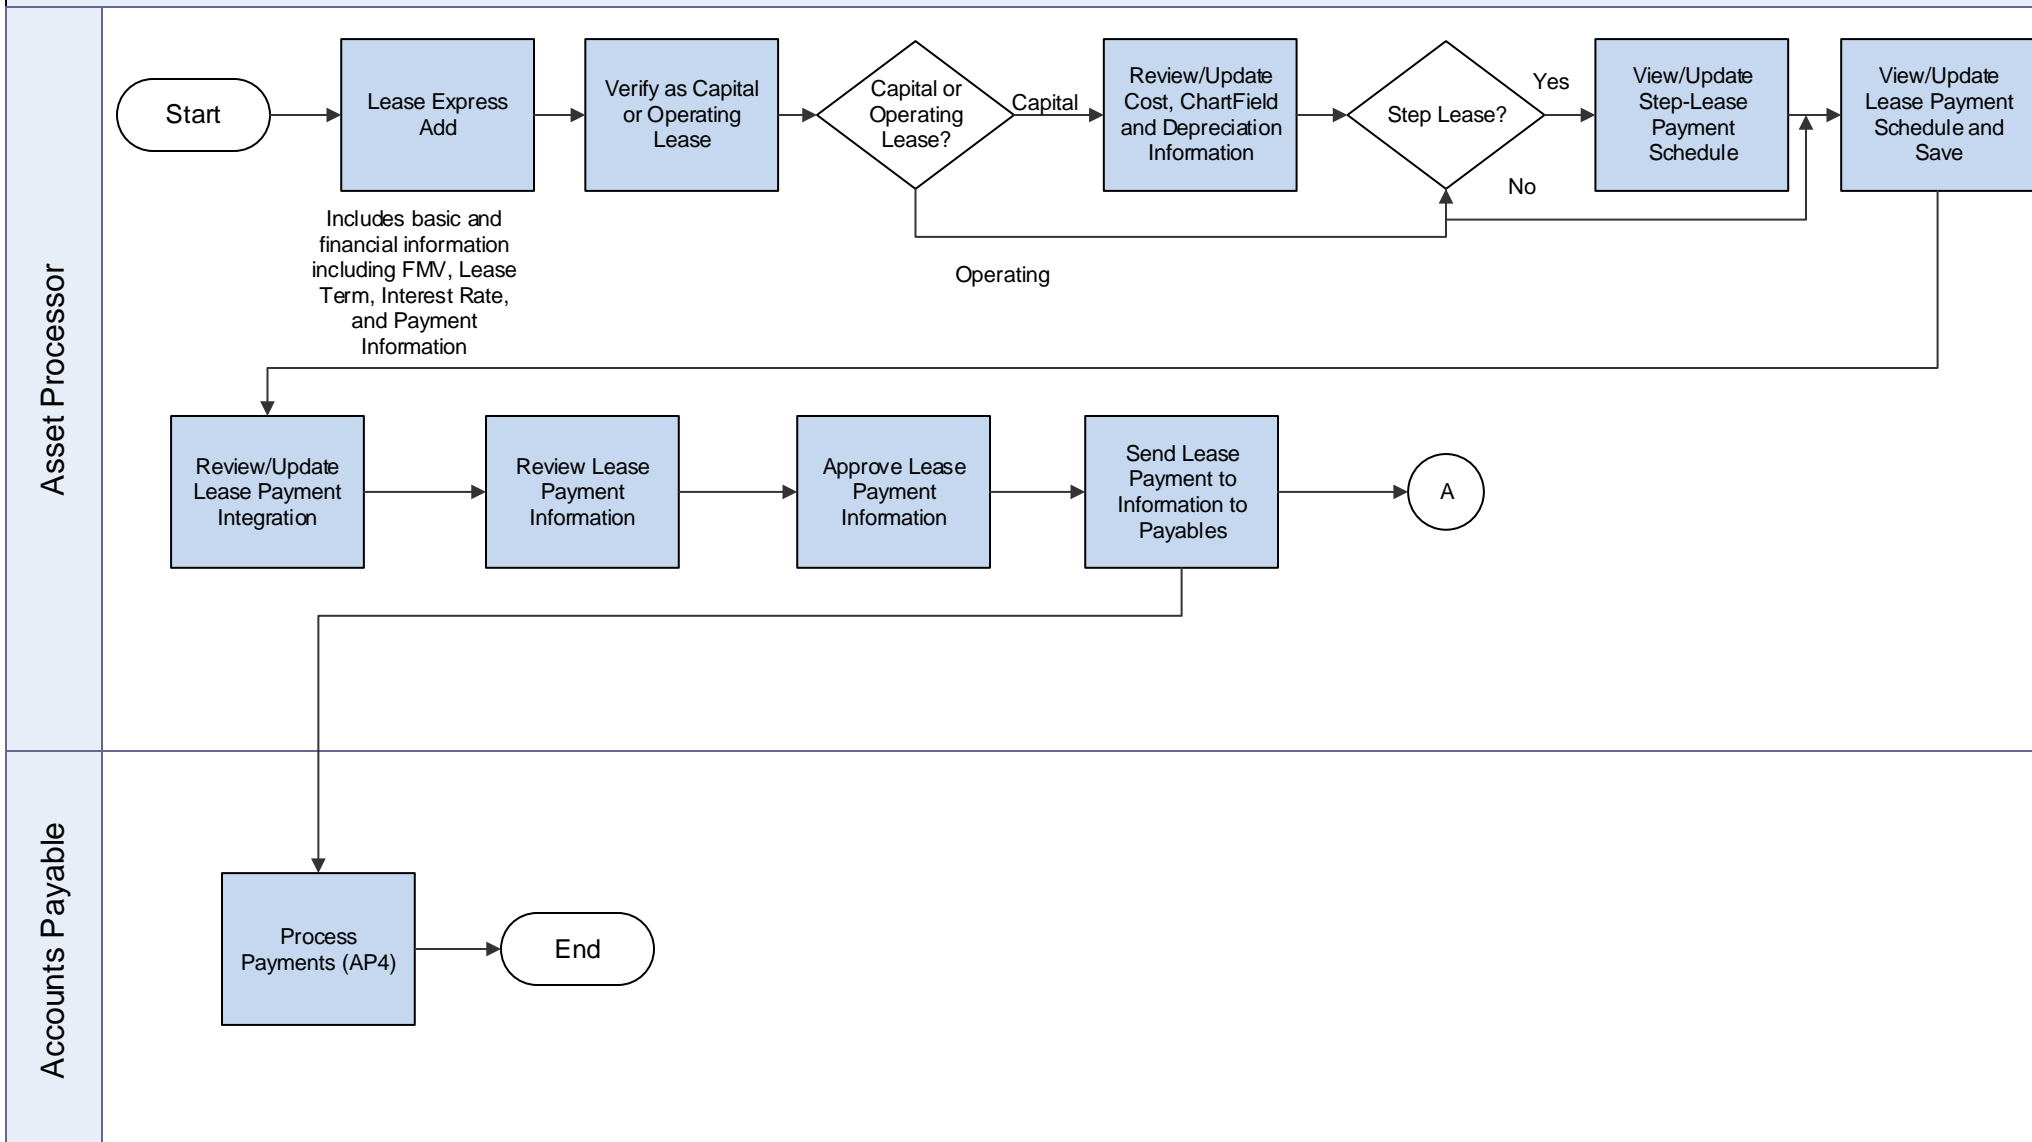 Asset Processor
Start
Lease Express
Add
Verify as Capital
or Operating
Lease
Capital or
Operating
Lease?
Capital
Review/Update
Cost, ChartField
and Depreciation
Information
Step Lease?
Yes
No
View/Update
Step-Lease
Payment
Schedule
View/Update
Lease Payment
Schedule and
Save
Includes basic and
financial information
including FMV, Lease
Term, Interest Rate,
and Payment
Information
Operating
Review/Update
Lease Payment
Integration
Review Lease
Payment
Information
Approve Lease
Payment
Information
Send Lease
Payment to
Information to
Payables
A
Accounts Payable
Process
Payments (AP4)
End